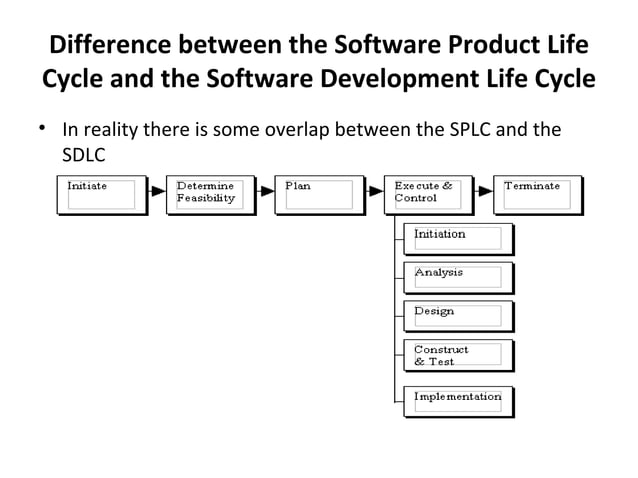 Difference between the Software Product Life
Cycle and the Software Development Life Cycle
• In reality there is some overlap between the SPLC and the
SDLC
Initiate
Determine
Feasibility
Plan
Execute &
Control
Terminate
Initiation
Analysis
Design
Construct
& Test
Implementation